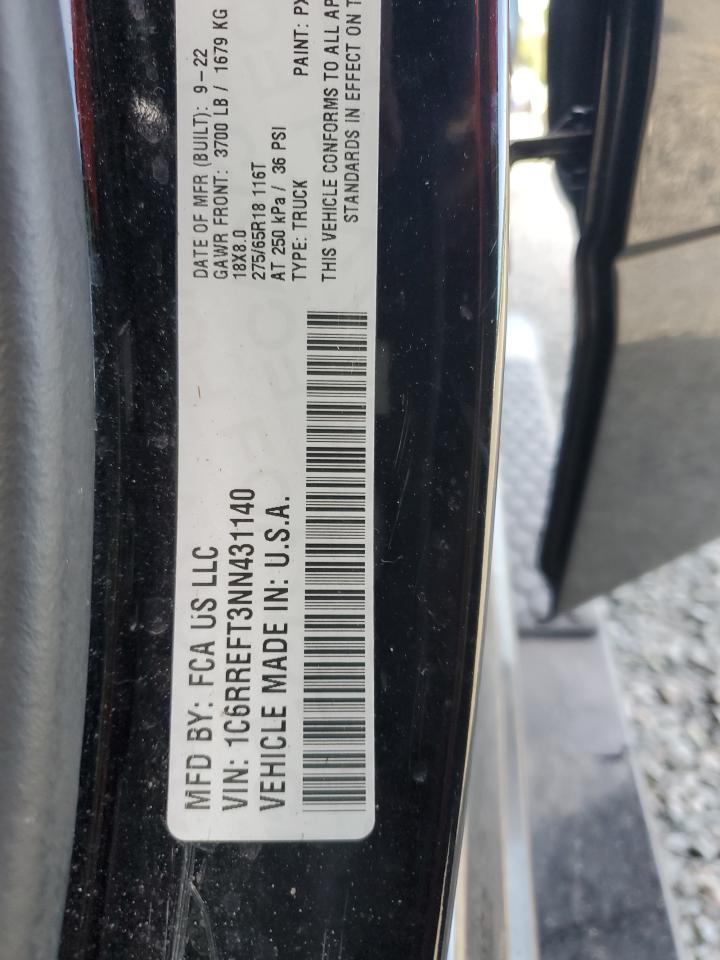 MFD BY: FCA US LLC
VIN: 1C6RREFT3NN431140
VEHICLE MADE IN: U.S.A.
DATE OF MFR (BUILT): 9-22
GAWR FRONT: 3700 LB / 1679 KG
18X8.0
275/65R18 116T
AT 250 kPa / 36 PSI
TYPE: TRUCK PAINT: PX
THIS VEHICLE CONFORMS TO ALL AP
STANDARDS IN EFFECT ON T